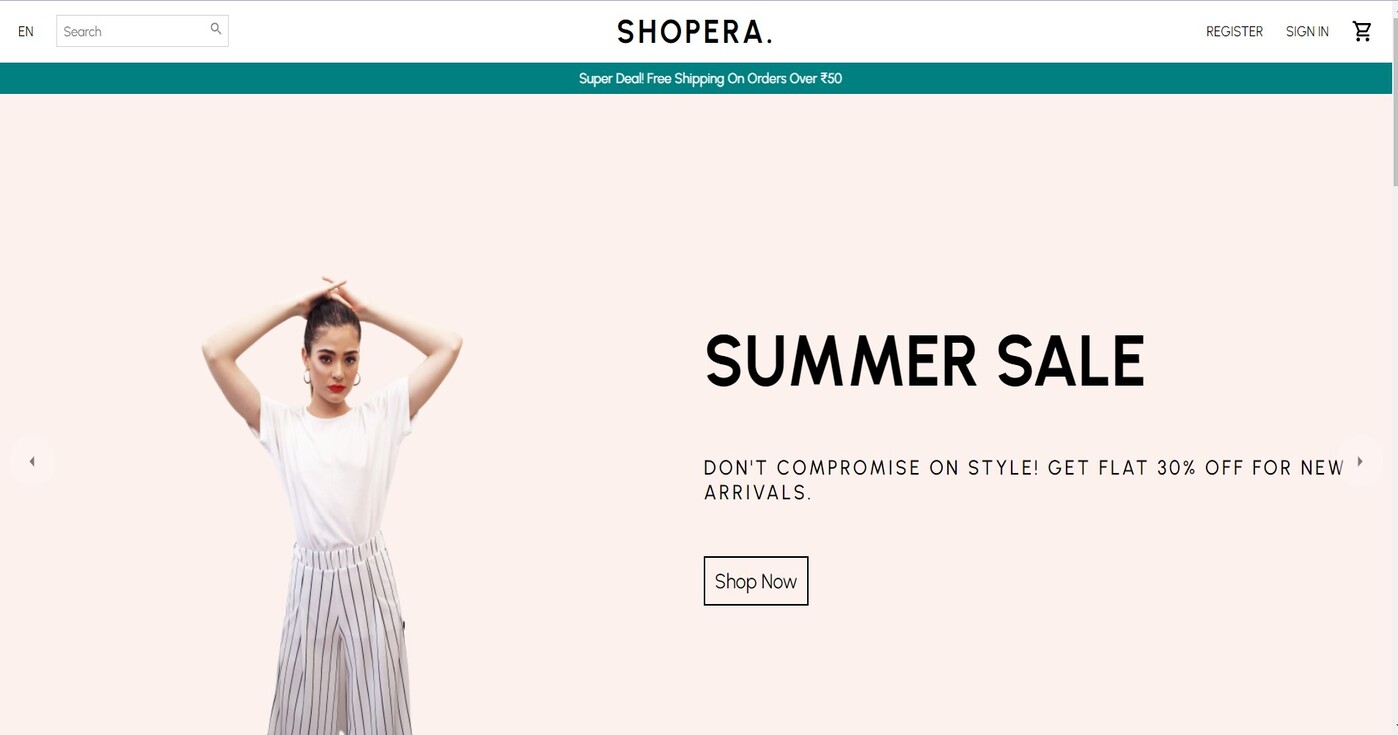 EN
Search
SHOPERA.
REGISTER
SIGN IN
Super Deal! Free Shipping On Orders Over ₹50
SUMMER SALE
DON'T COMPROMISE ON STYLE! GET FLAT 30% OFF FOR NEW
ARRIVALS.
Shop Now